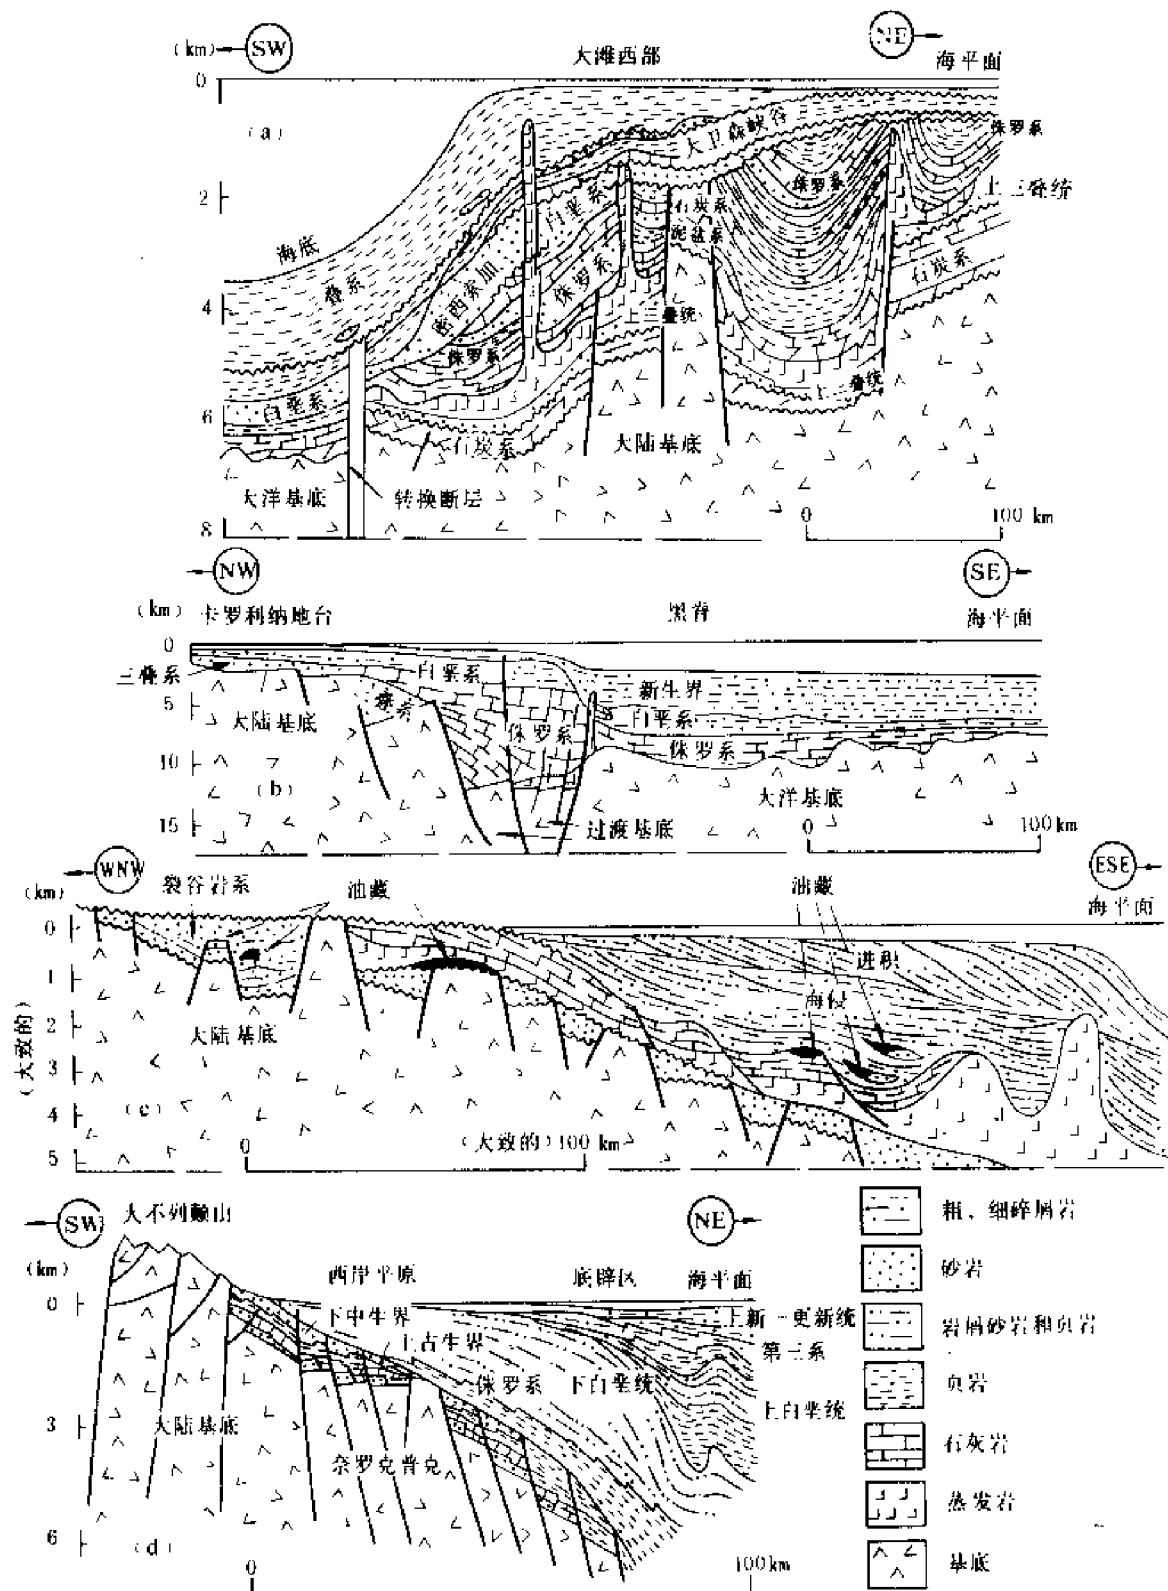 (km) SW 大滩西部 NE 海平面
0
(a)
大卫森峡谷
侏罗系
2
白垩系
石炭系
侏罗系
上三叠统
泥盆系
海底
叠系
密西索加
侏罗系
石炭系
4
上三叠统
侏罗系
上三叠统
白垩系
6
石炭系
大陆基底
大洋基底
转换断层
8
0 100 km
NW SE
(km) 卡罗利纳地台 黑脊 海平面
0
三叠系
白垩系
新生界
5
大陆基底
白垩系
侏罗系
侏罗系
10
(b)
大洋基底
15
过渡基底
0 100km
WNW ESE
(km) 裂谷岩系 油藏 油藏 海平面
0
进积
1
海侵
2
大陆基底
(大致的)
3
4
(c)
0 (大致的) 100 km
5
SW 大不列颠山 NE
(km) 西岸平原 底辟区 海平面
0
下中生界
上新—更新统
上古生界
第三系
侏罗系 下白垩统
上白垩统
3
大陆基底
奈罗克普克
6
(d)
0 100km
粗、细碎屑岩
砂岩
岩屑砂岩和页岩
页岩
石灰岩
蒸发岩
基底